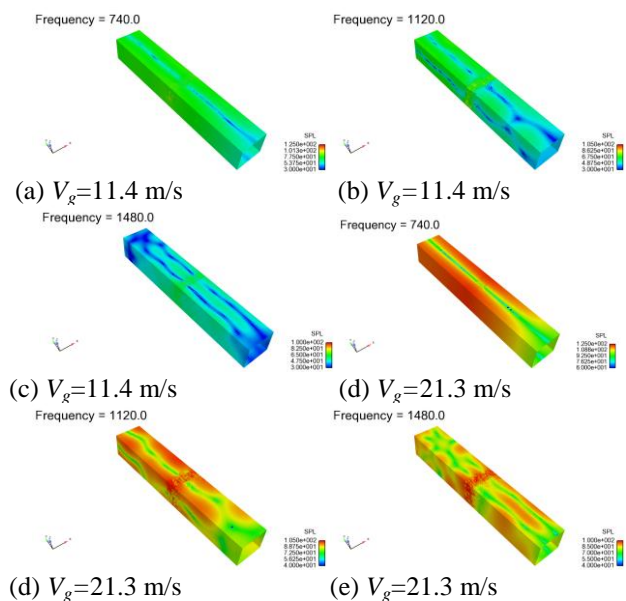 Frequency = 740.0
SPL
1.250e+002
1.013e+002
7.750e+001
5.375e+001
3.000e+001
(a) Vg=11.4 m/s
Frequency = 1120.0
SPL
1.050e+002
8.625e+001
6.750e+001
4.875e+001
3.000e+001
(b) Vg=11.4 m/s
Frequency = 1480.0
SPL
1.000e+002
8.250e+001
6.500e+001
4.750e+001
3.000e+001
(c) Vg=11.4 m/s
Frequency = 740.0
SPL
1.250e+002
1.088e+002
9.250e+001
7.625e+001
6.000e+001
(d) Vg=21.3 m/s
Frequency = 1120.0
SPL
1.050e+002
8.875e+001
7.250e+001
5.625e+001
4.000e+001
(d) Vg=21.3 m/s
Frequency = 1480.0
SPL
1.000e+002
8.500e+001
7.000e+001
5.500e+001
4.000e+001
(e) Vg=21.3 m/s